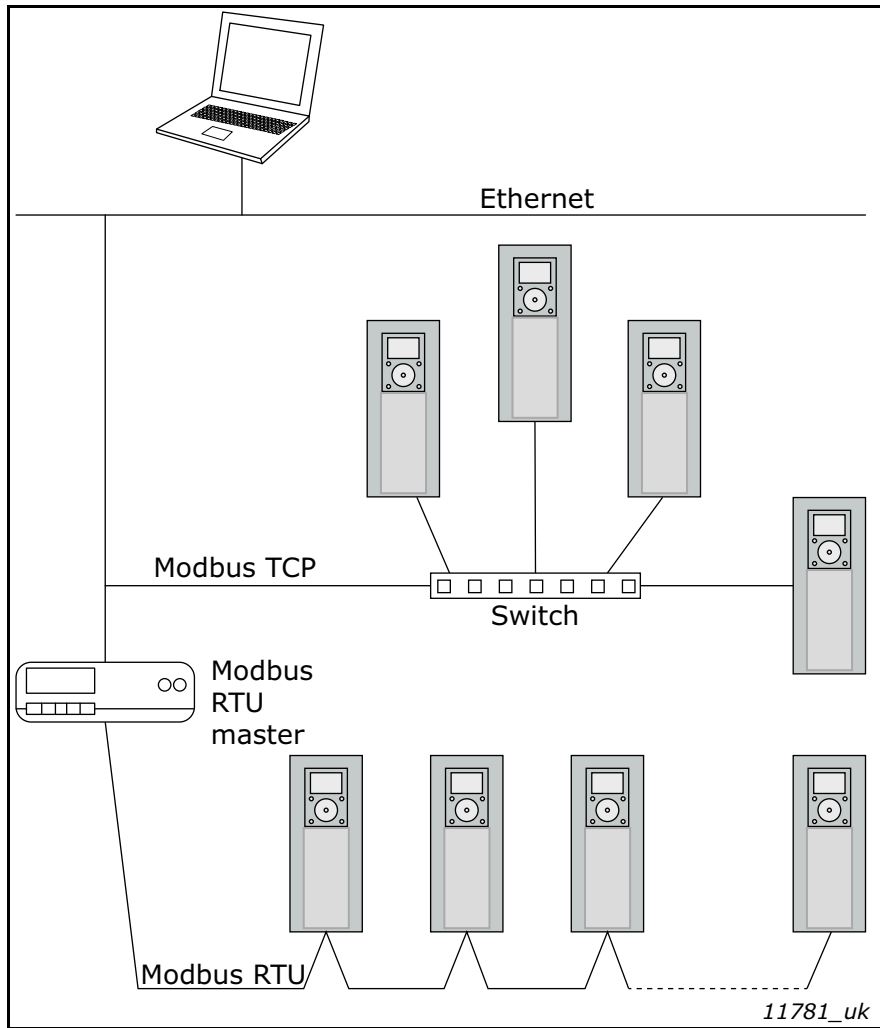 Ethernet
Modbus TCP
Switch
Modbus
RTU
master
Modbus RTU
11781_uk